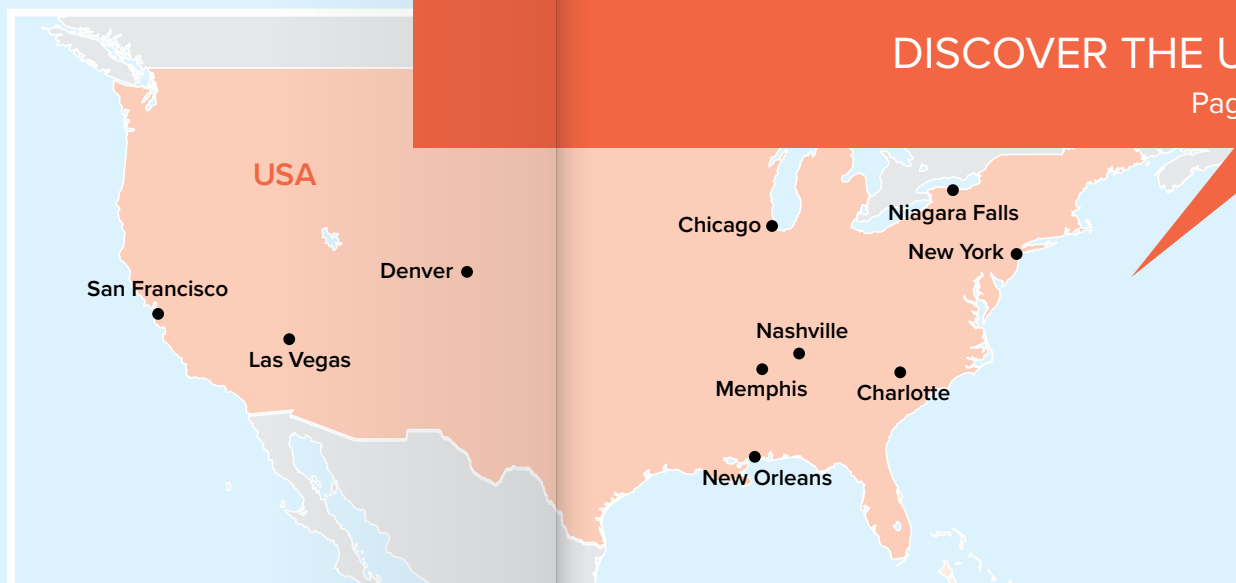 DISCOVER THE U
Pag
USA
Chicago
Niagara Falls
New York
Denver
San Francisco
Las Vegas
Nashville
Memphis
Charlotte
New Orleans